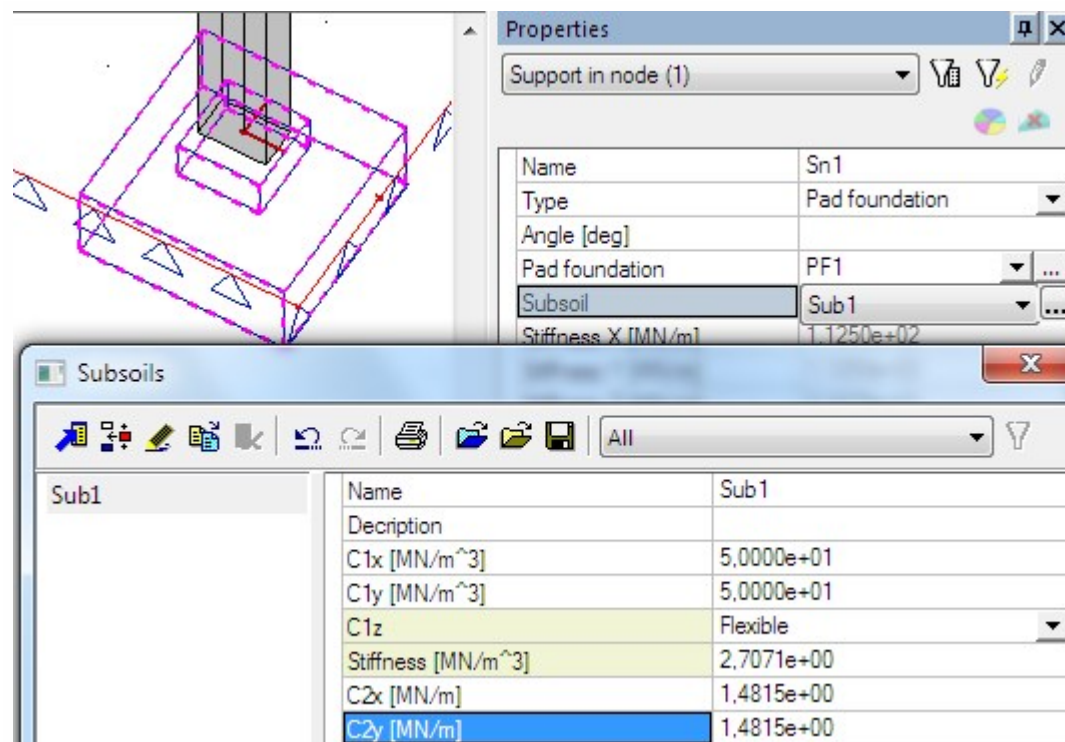 Properties
Support in node (1)
Name Sn1
Type Pad foundation
Angle [deg]
Pad foundation PF1 ...
Subsoil Sub1 ...
Stiffness X [MN/m] 1,1250e+02
Subsoils
All
Sub1
Name Sub1
Decription
C1x [MN/m^3] 5,0000e+01
C1y [MN/m^3] 5,0000e+01
C1z Flexible
Stiffness [MN/m^3] 2,7071e+00
C2x [MN/m] 1,4815e+00
C2y [MN/m] 1,4815e+00